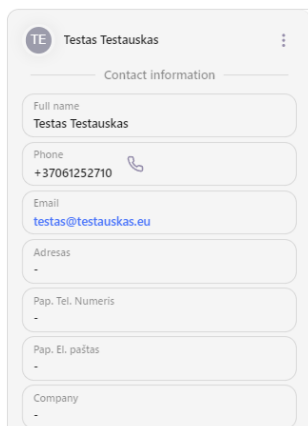 TE Testas Testauskas
Contact information
Full name
Testas Testauskas
Phone
+37061252710
Email
testas@testauskas.eu
Adresas
-
Pap. Tel. Numeris
-
Pap. El. paštas
-
Company
-